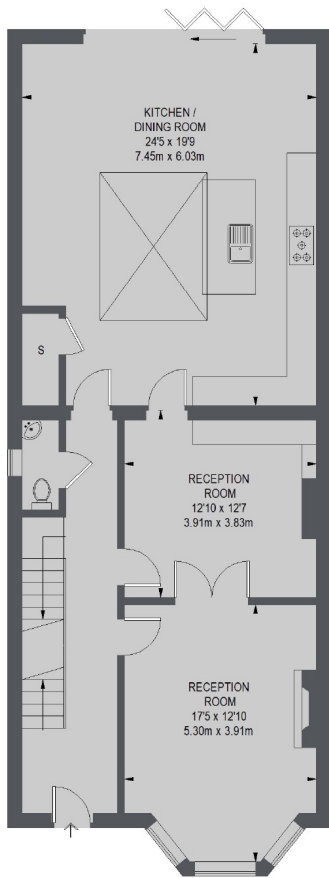 KITCHEN /
DINING ROOM
24'5 x 19'9
7.45m x 6.03m
S
RECEPTION
ROOM
12'10 x 12'7
3.91m x 3.83m
RECEPTION
ROOM
17'5 x 12'10
5.30m x 3.91m